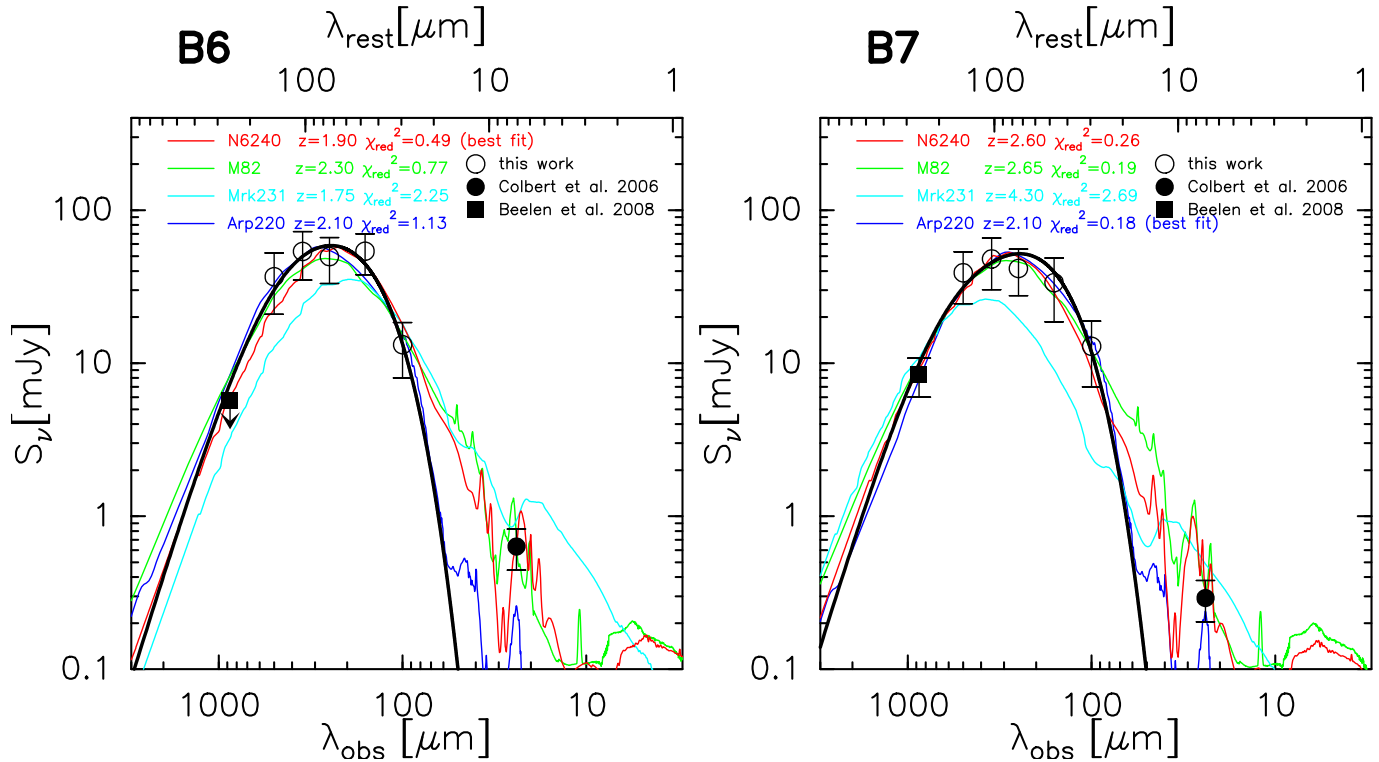 λrest[μm]
B6
100 10 1
N6240 z=1.90 χred²=0.49 (best fit)
M82 z=2.30 χred²=0.77
Mrk231 z=1.75 χred²=2.25
Arp220 z=2.10 χred²=1.13
this work
Colbert et al. 2006
Beelen et al. 2008
100
10
1
0.1
Sν[mJy]
1000 100 10
λobs [μm]
λrest[μm]
B7
100 10 1
N6240 z=2.60 χred²=0.26
M82 z=2.65 χred²=0.19
Mrk231 z=4.30 χred²=2.69
Arp220 z=2.10 χred²=0.18 (best fit)
this work
Colbert et al. 2006
Beelen et al. 2008
100
10
1
0.1
Sν[mJy]
1000 100 10
λobs [μm]